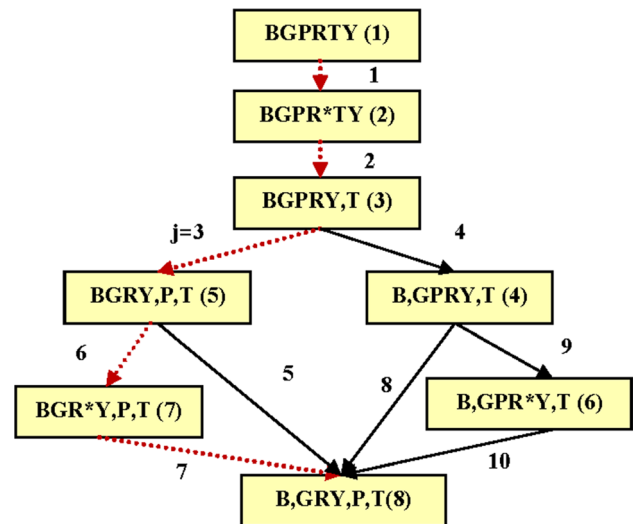 BGPRTY (1)
1
BGPR*TY (2)
2
BGPRY,T (3)
j=3
4
BGRY,P,T (5)
B,GPRY,T (4)
6
5
8
9
BGR*Y,P,T (7)
B,GPR*Y,T (6)
7
10
B,GRY,P,T(8)